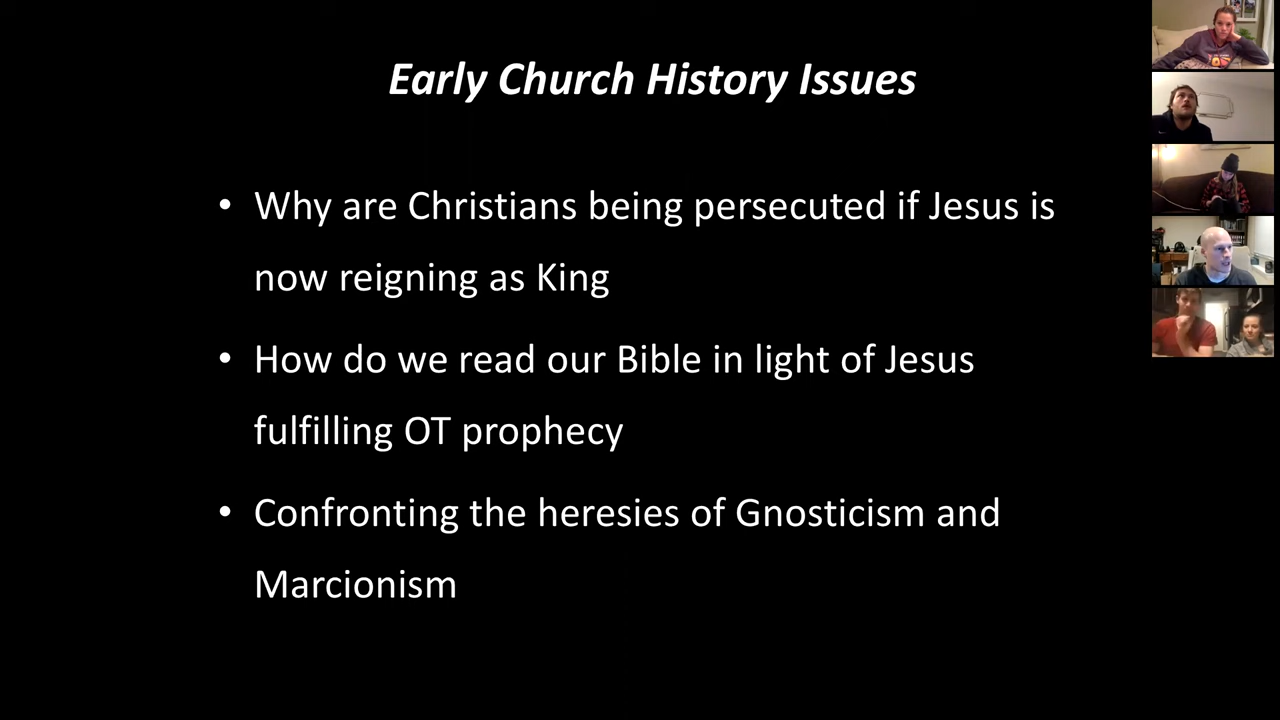 Early Church History Issues
• Why are Christians being persecuted if Jesus is
now reigning as King
• How do we read our Bible in light of Jesus
fulfilling OT prophecy
• Confronting the heresies of Gnosticism and
Marcionism